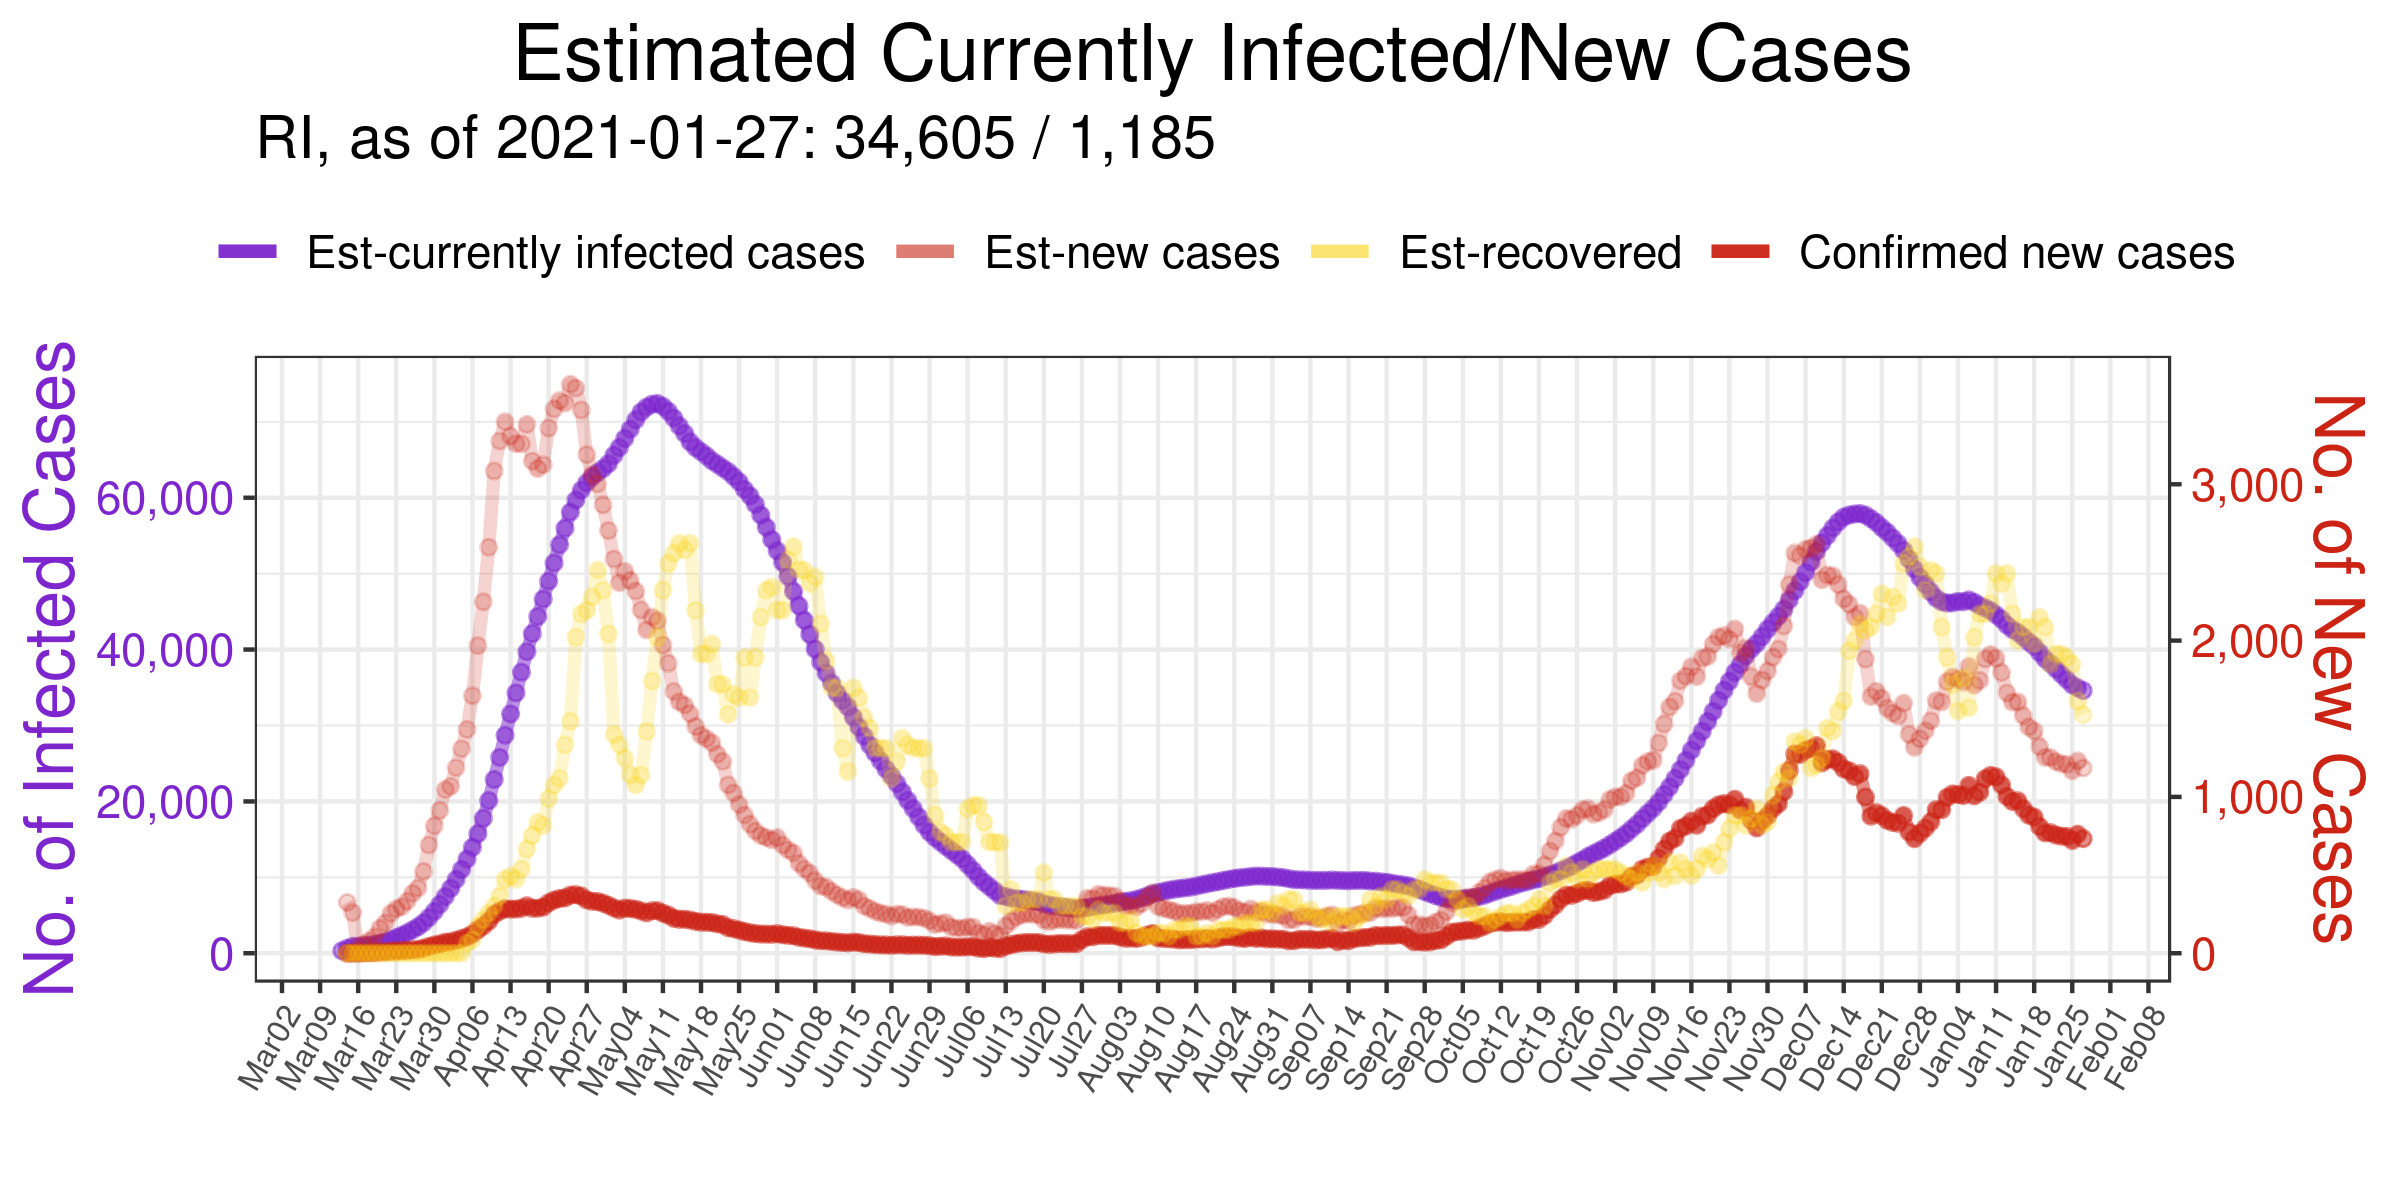 Estimated Currently Infected/New Cases
RI, as of 2021-01-27: 34,605 / 1,185
Est-currently infected cases Est-new cases Est-recovered Confirmed new cases
No. of Infected Cases
60,000
40,000
20,000
0
3,000
2,000
1,000
0
No. of New Cases
Mar02 Mar09 Mar16 Mar23 Mar30 Apr06 Apr13 Apr20 Apr27 May04 May11 May18 May25 Jun01 Jun08 Jun15 Jun22 Jun29 Jul06 Jul13 Jul20 Jul27 Aug03 Aug10 Aug17 Aug24 Aug31 Sep07 Sep14 Sep21 Sep28 Oct05 Oct12 Oct19 Oct26 Nov02 Nov09 Nov16 Nov23 Nov30 Dec07 Dec14 Dec21 Dec28 Jan04 Jan11 Jan18 Jan25 Feb01 Feb08